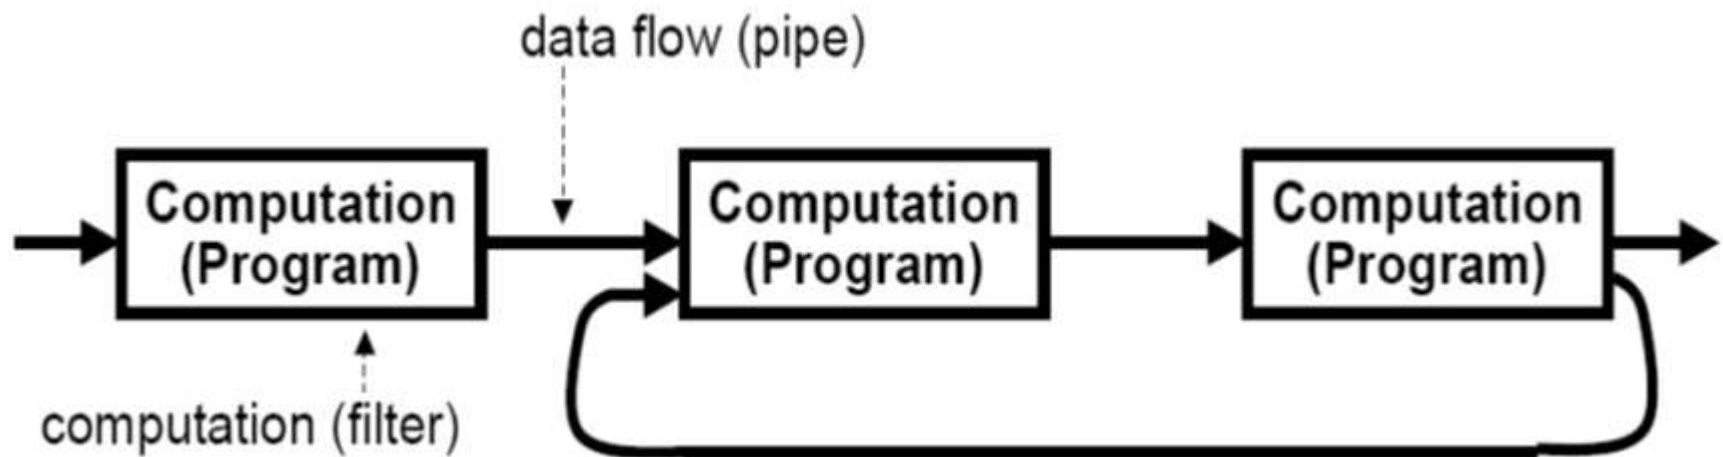 data flow (pipe)
Computation
(Program)
Computation
(Program)
Computation
(Program)
computation (filter)